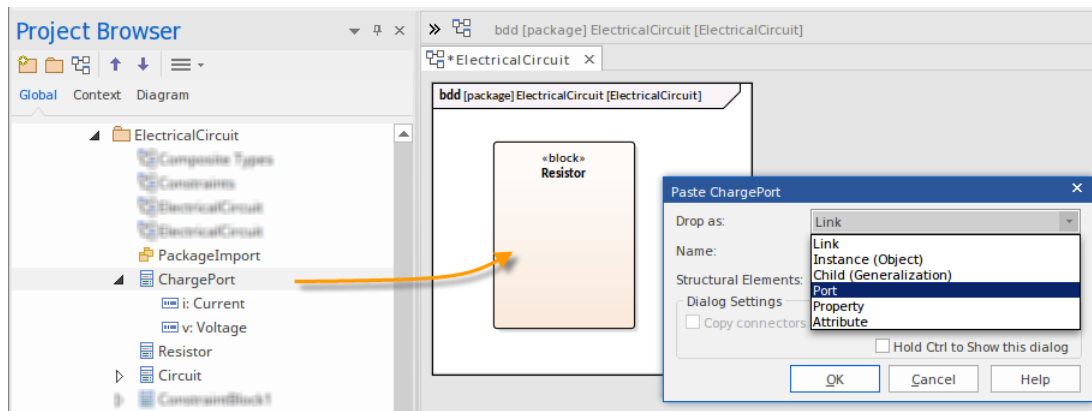 Project Browser
Global Context Diagram
ElectricalCircuit
PackageImport
ChargePort
i: Current
v: Voltage
Resistor
Circuit
bdd [package] ElectricalCircuit [ElectricalCircuit]
*ElectricalCircuit
bdd [package] ElectricalCircuit [ElectricalCircuit]
«block»
Resistor
Paste ChargePort
Drop as:
Link
Name:
Link
Instance (Object)
Child (Generalization)
Port
Property
Attribute
Structural Elements:
Dialog Settings
Copy connectors
Hold Ctrl to Show this dialog
OK Cancel Help